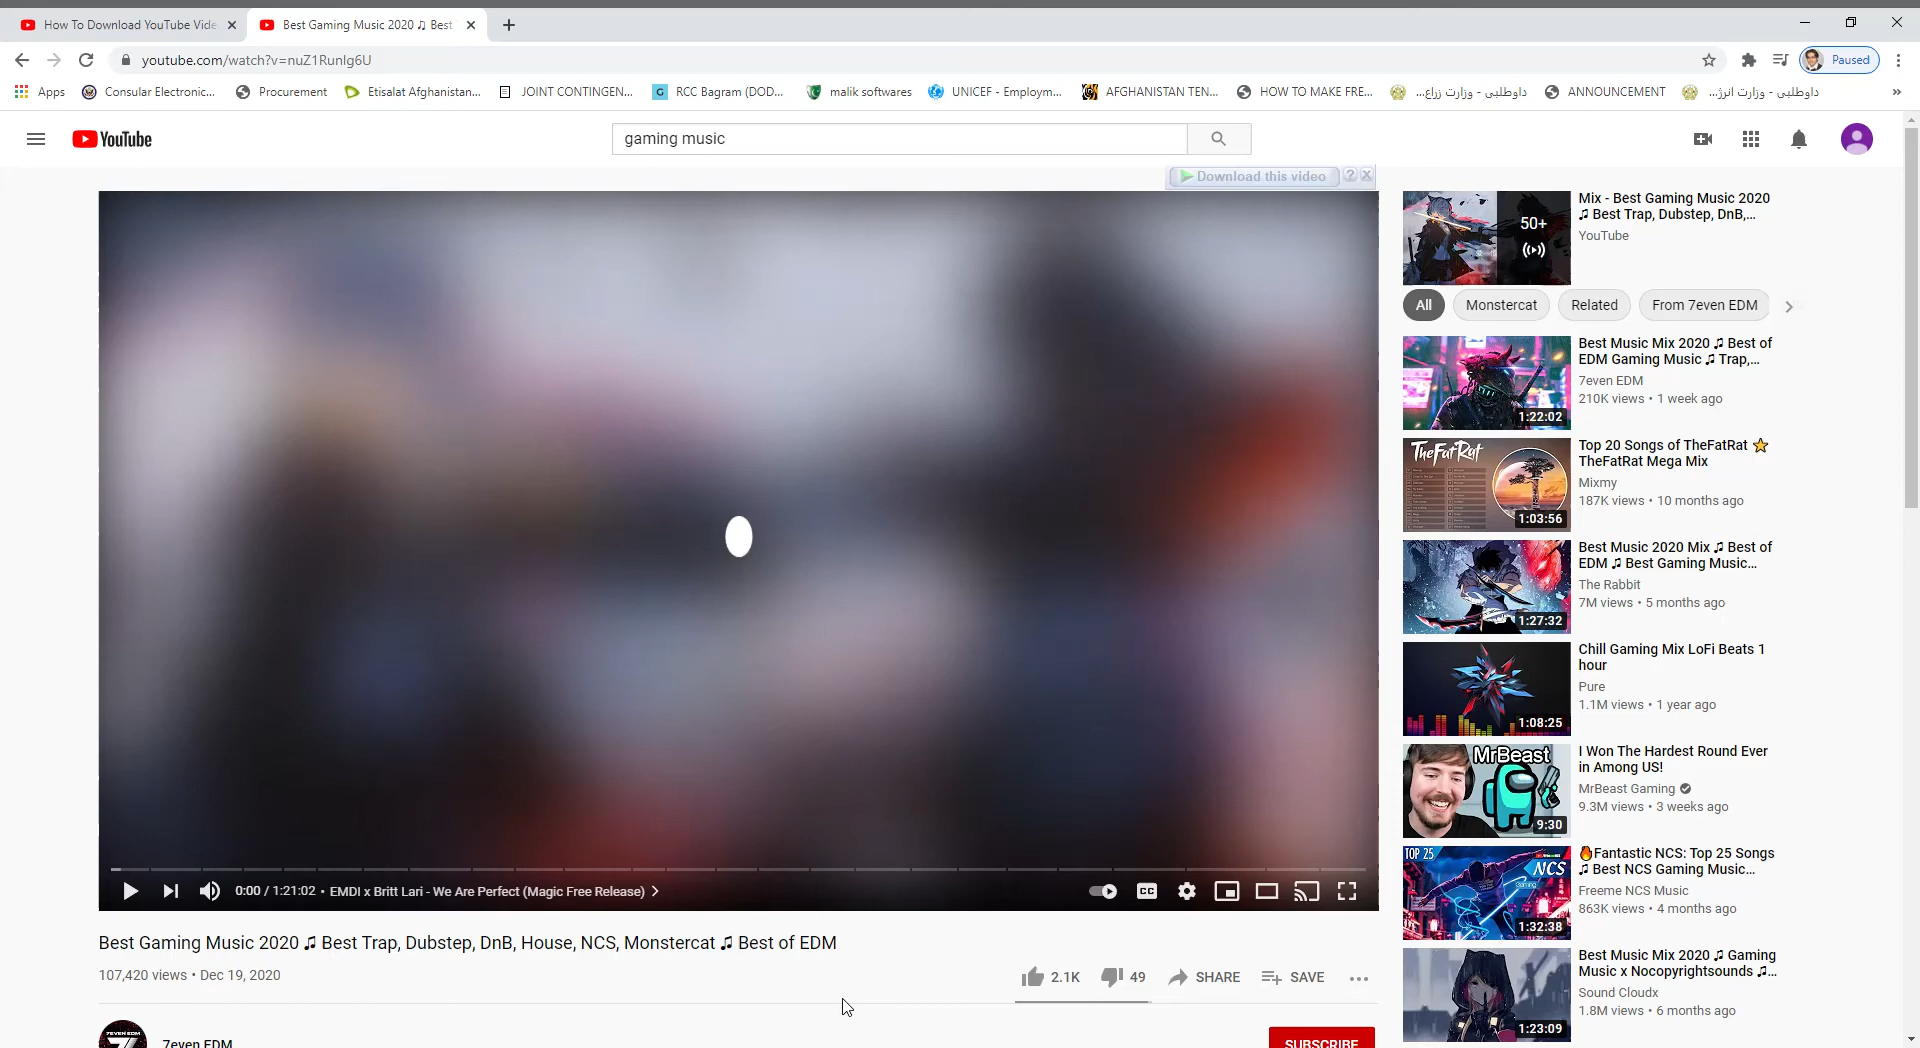 How To Download YouTube Vide
Best Gaming Music 2020 ♫ Best
youtube.com/watch?v=nuZ1RunIg6U
Paused
Apps
Consular Electronic...
Procurement
Etisalat Afghanistan...
JOINT CONTINGEN...
RCC Bagram (DOD...
malik softwares
UNICEF - Employm...
AFGHANISTAN TEN...
HOW TO MAKE FRE...
داوطلبی - وزارت زراع...
ANNOUNCEMENT
داوطلبی - وزارت انرژ...
»
YouTube
gaming music
Download this video
0:00 / 1:21:02 • EMDI x Britt Lari - We Are Perfect (Magic Free Release)
CC
Best Gaming Music 2020 ♫ Best Trap, Dubstep, DnB, House, NCS, Monstercat ♫ Best of EDM
107,420 views • Dec 19, 2020
2.1K
49
SHARE
SAVE
7even EDM
SUBSCRIBE
50+
Mix - Best Gaming Music 2020
♫ Best Trap, Dubstep, DnB,...
YouTube
All
Monstercat
Related
From 7even EDM
1:22:02
Best Music Mix 2020 ♫ Best of
EDM Gaming Music ♫ Trap,...
7even EDM
210K views • 1 week ago
TheFatRat
1:03:56
Top 20 Songs of TheFatRat ⭐
TheFatRat Mega Mix
Mixmy
187K views • 10 months ago
1:27:32
Best Music 2020 Mix ♫ Best of
EDM ♫ Best Gaming Music...
The Rabbit
7M views • 5 months ago
1:08:25
Chill Gaming Mix LoFi Beats 1
hour
Pure
1.1M views • 1 year ago
MrBeast
9:30
I Won The Hardest Round Ever
in Among US!
MrBeast Gaming
9.3M views • 3 weeks ago
TOP 25
NCS
Gaming
1:32:38
🔥Fantastic NCS: Top 25 Songs
♫ Best NCS Gaming Music...
Freeme NCS Music
863K views • 4 months ago
1:23:09
Best Music Mix 2020 ♫ Gaming
Music x Nocopyrightsounds ♫...
Sound Cloudx
1.8M views • 6 months ago